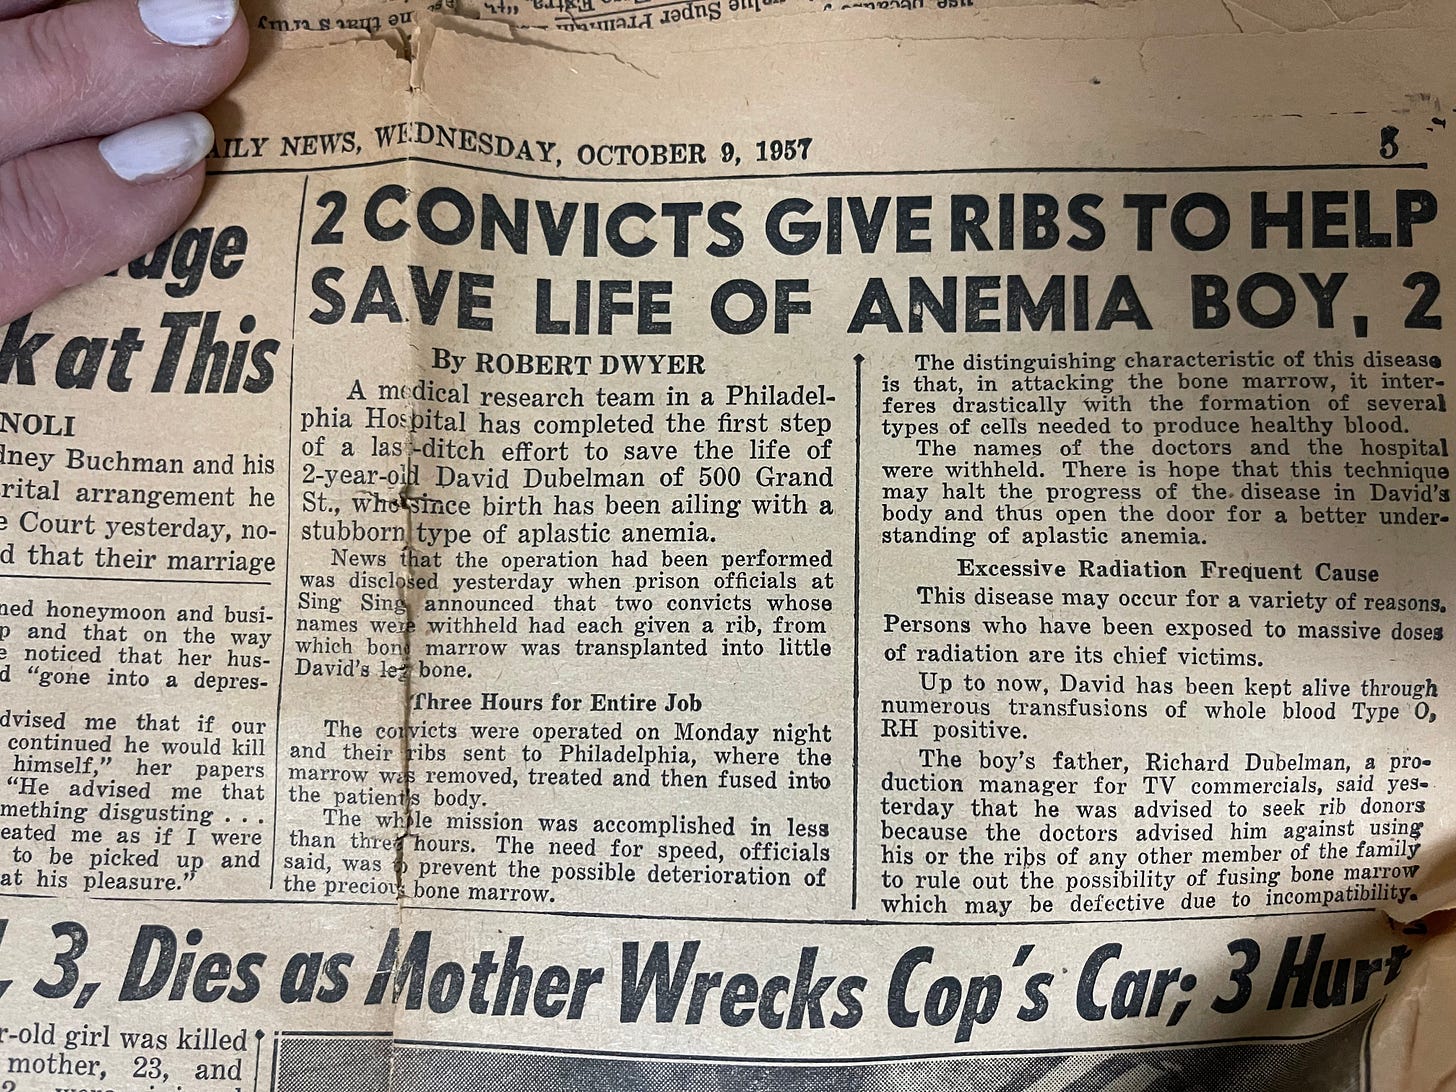 AILY NEWS, WEDNESDAY, OCTOBER 9, 1957
5
age
k at This
NOLI
dney Buchman and his
rital arrangement he
e Court yesterday, no-
d that their marriage
ned honeymoon and busi-
p and that on the way
e noticed that her hus-
d "gone into a depres-
dvised me that if our
continued he would kill
himself," her papers
"He advised me that
mething disgusting . . .
eated me as if I were
to be picked up and
at his pleasure."
2 CONVICTS GIVE RIBS TO HELP
SAVE LIFE OF ANEMIA BOY, 2
By ROBERT DWYER
A medical research team in a Philadel-
phia Hospital has completed the first step
of a last-ditch effort to save the life of
2-year-old David Dubelman of 500 Grand
St., who since birth has been ailing with a
stubborn type of aplastic anemia.
News that the operation had been performed
was disclosed yesterday when prison officials at
Sing Sing announced that two convicts whose
names were withheld had each given a rib, from
which bone marrow was transplanted into little
David's leg bone.
Three Hours for Entire Job
The convicts were operated on Monday night
and their ribs sent to Philadelphia, where the
marrow was removed, treated and then fused into
the patient's body.
The whole mission was accomplished in less
than three hours. The need for speed, officials
said, was to prevent the possible deterioration of
the precious bone marrow.
The distinguishing characteristic of this disease
is that, in attacking the bone marrow, it inter-
feres drastically with the formation of several
types of cells needed to produce healthy blood.
The names of the doctors and the hospital
were withheld. There is hope that this technique
may halt the progress of the disease in David's
body and thus open the door for a better under-
standing of aplastic anemia.
Excessive Radiation Frequent Cause
This disease may occur for a variety of reasons.
Persons who have been exposed to massive doses
of radiation are its chief victims.
Up to now, David has been kept alive through
numerous transfusions of whole blood Type O,
RH positive.
The boy's father, Richard Dubelman, a pro-
duction manager for TV commercials, said yes-
terday that he was advised to seek rib donors
because the doctors advised him against using
his or the ribs of any other member of the family
to rule out the possibility of fusing bone marrow
which may be defective due to incompatibility.
, 3, Dies as Mother Wrecks Cop's Car; 3 Hurt
r-old girl was killed
mother, 23, and